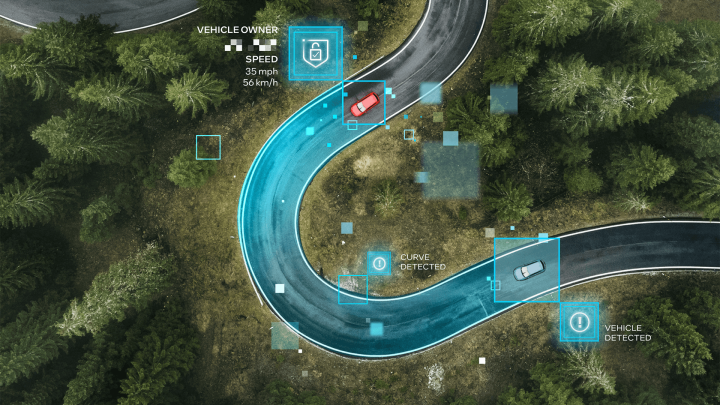 VEHICLE OWNER
SPEED
35 mph
56 km/h
CURVE
DETECTED
VEHICLE
DETECTED